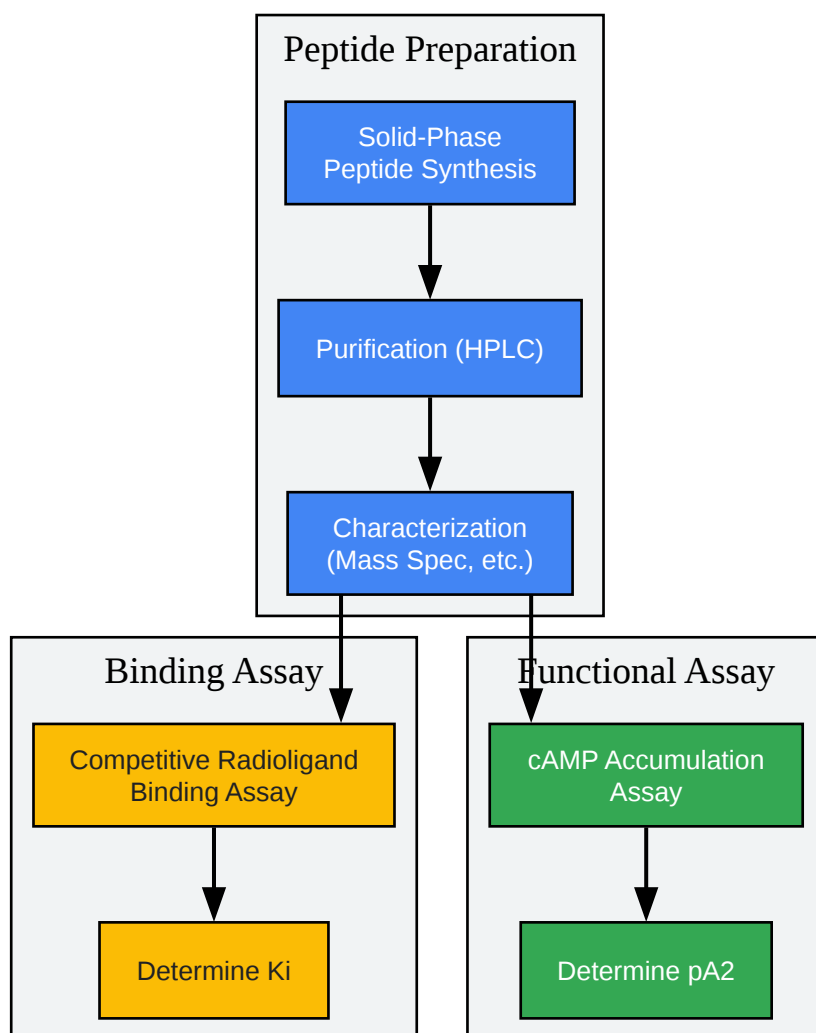 Peptide Preparation
Solid-Phase
Peptide Synthesis
Purification (HPLC)
Characterization
(Mass Spec, etc.)
Binding Assay
Competitive Radioligand
Binding Assay
Determine Ki
Functional Assay
cAMP Accumulation
Assay
Determine pA2